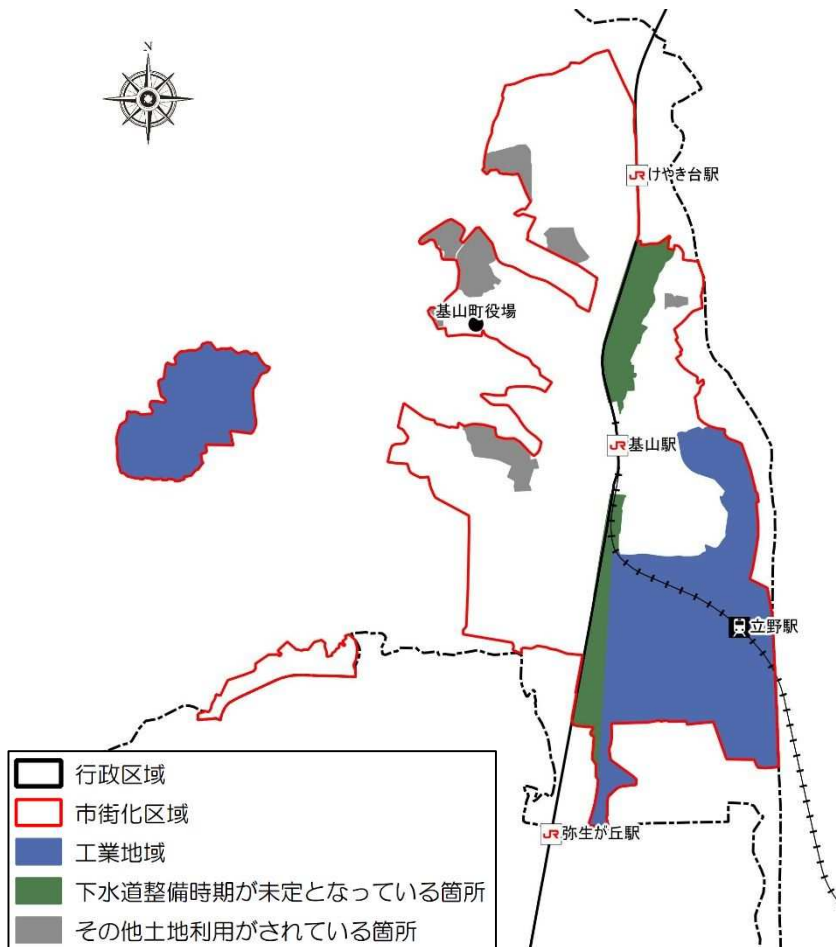 N
JR けやき台駅
基山町役場
JR 基山駅
立野駅
JR 弥生が丘駅
行政区域
市街化区域
工業地域
下水道整備時期が未定となっている箇所
その他土地利用がされている箇所